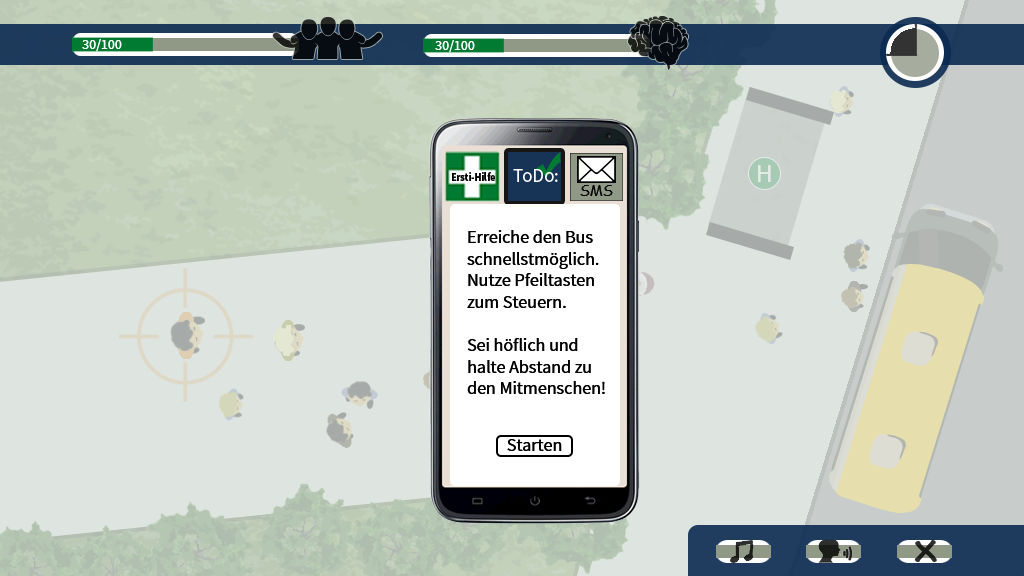 30/100
30/100
Ersti-Hilfe
ToDo:
SMS
H
Erreiche den Bus
schnellstmöglich.
Nutze Pfeiltasten
zum Steuern.
Sei höflich und
halte Abstand zu
den Mitmenschen!
Starten